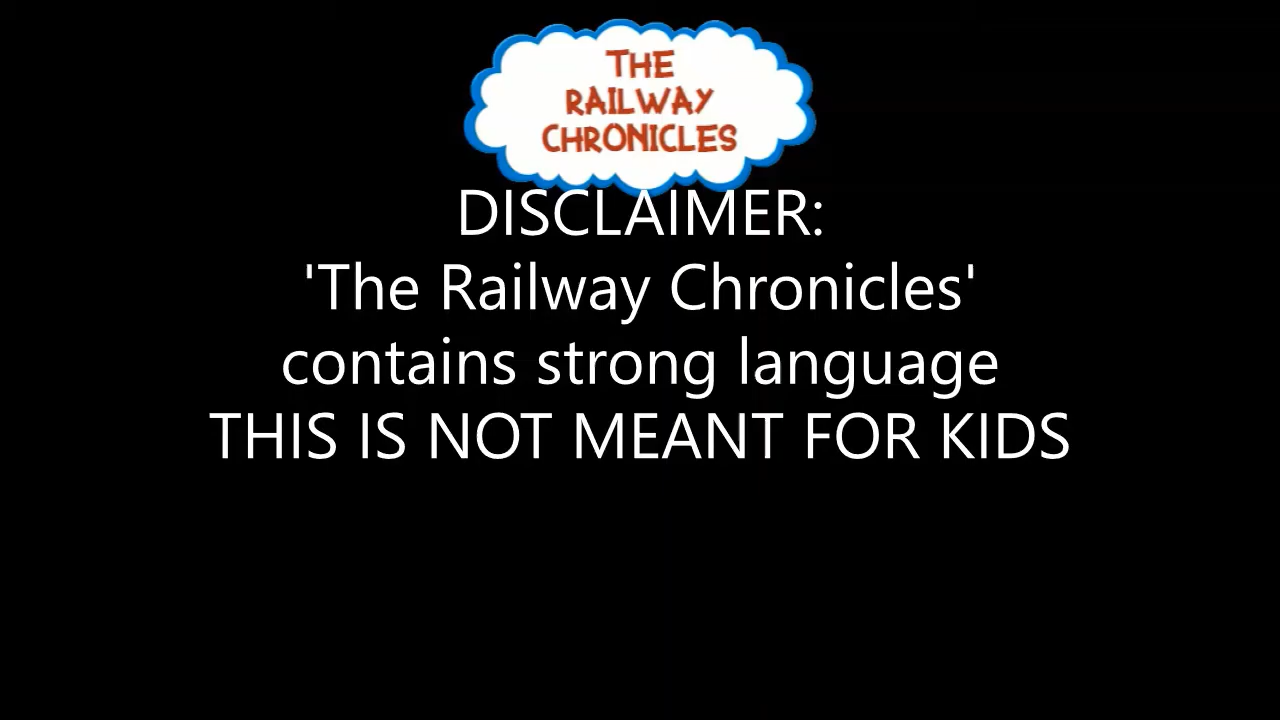 THE
RAILWAY
CHRONICLES
DISCLAIMER:
'The Railway Chronicles'
contains strong language
THIS IS NOT MEANT FOR KIDS